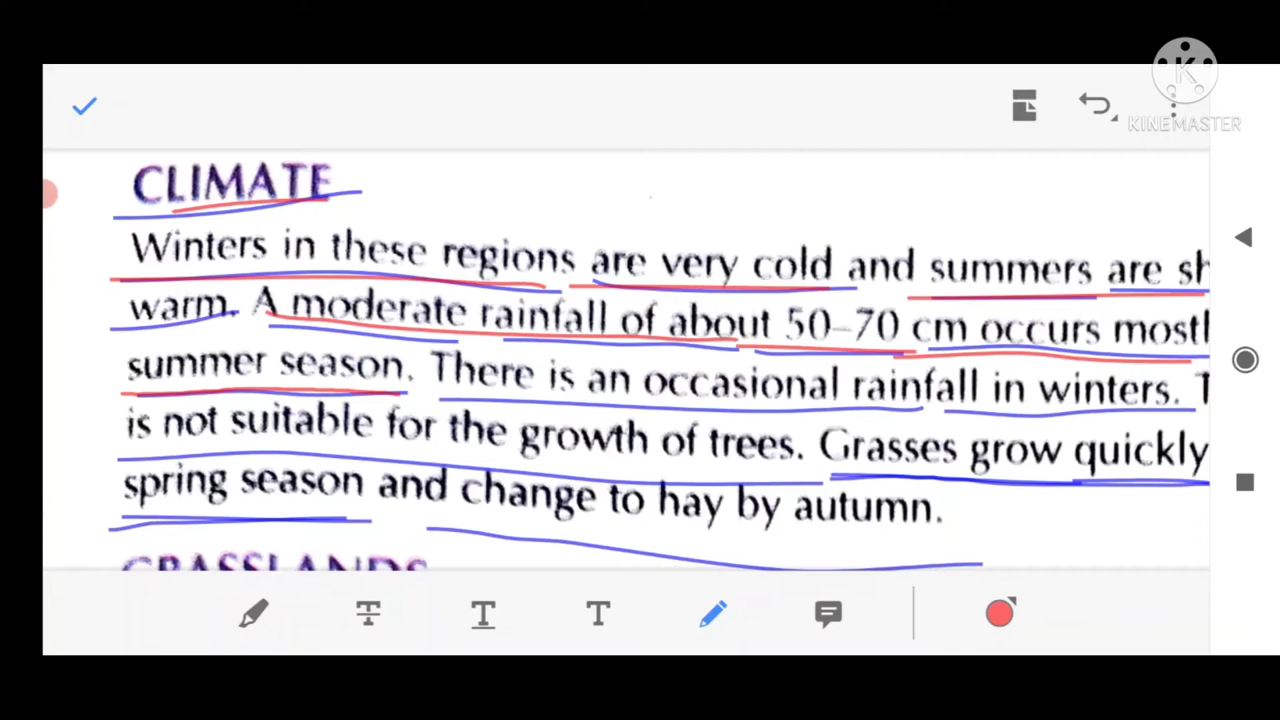 KINEMASTER
CLIMATE
Winters in these regions are very cold and summers are sh
warm. A moderate rainfall of about 50–70 cm occurs mostl
summer season. There is an occasional rainfall in winters. T
is not suitable for the growth of trees. Grasses grow quickly
spring season and change to hay by autumn.
GRASSLANDS